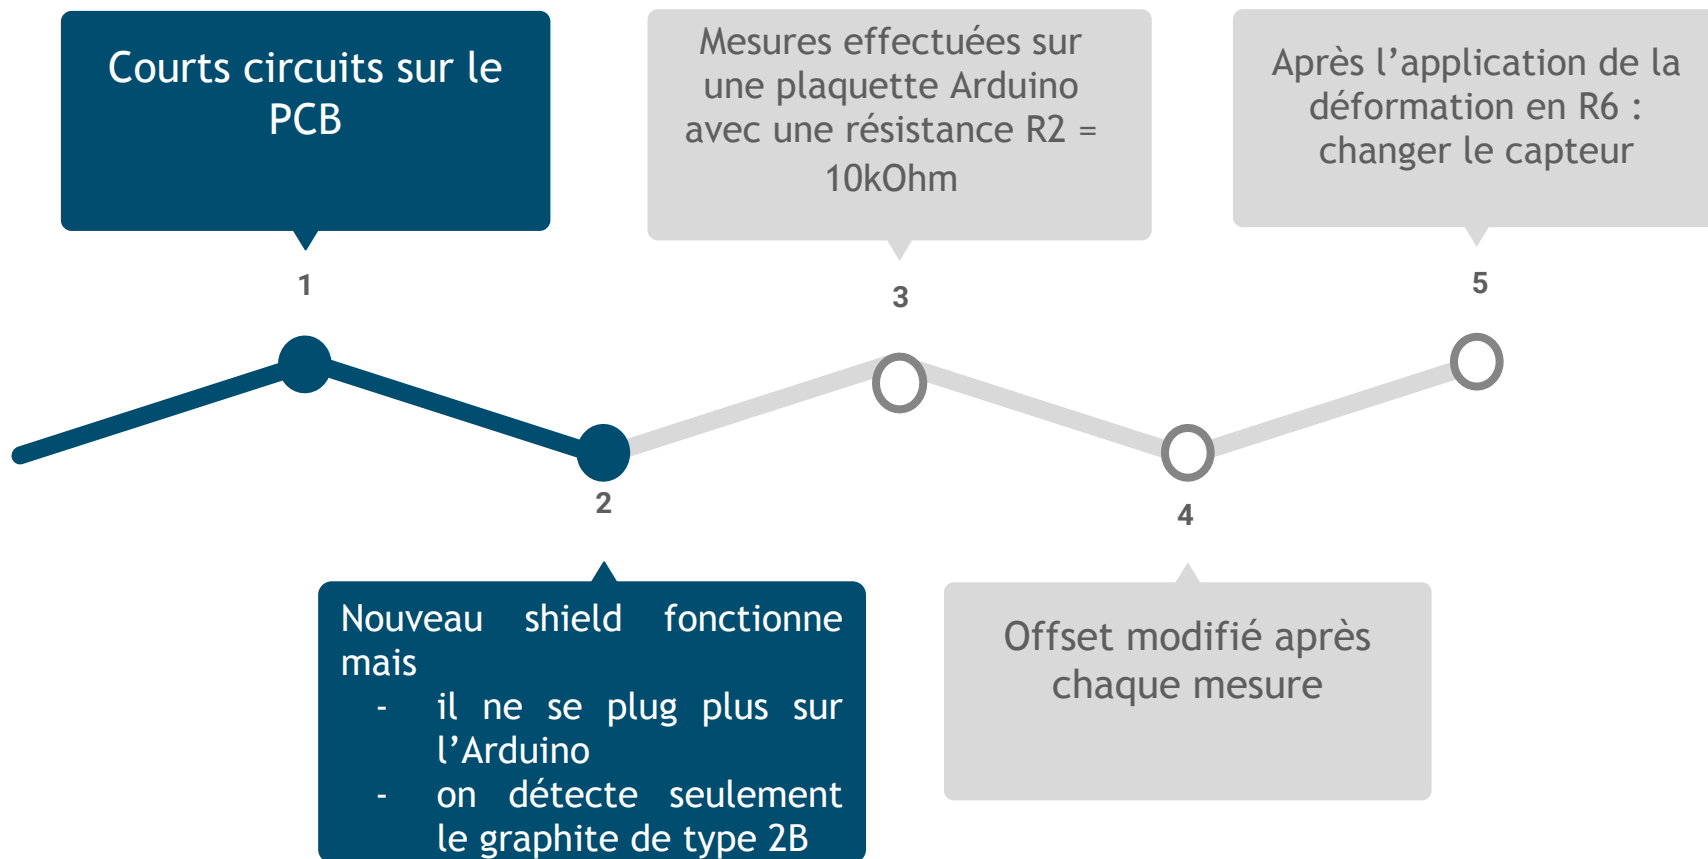 Courts circuits sur le
PCB
1
Nouveau shield fonctionne
mais
- il ne se plug plus sur
l'Arduino
- on détecte seulement
le graphite de type 2B
2
Mesures effectuées sur
une plaquette Arduino
avec une résistance R2 =
10kOhm
3
Offset modifié après
chaque mesure
4
Après l'application de la
déformation en R6 :
changer le capteur
5